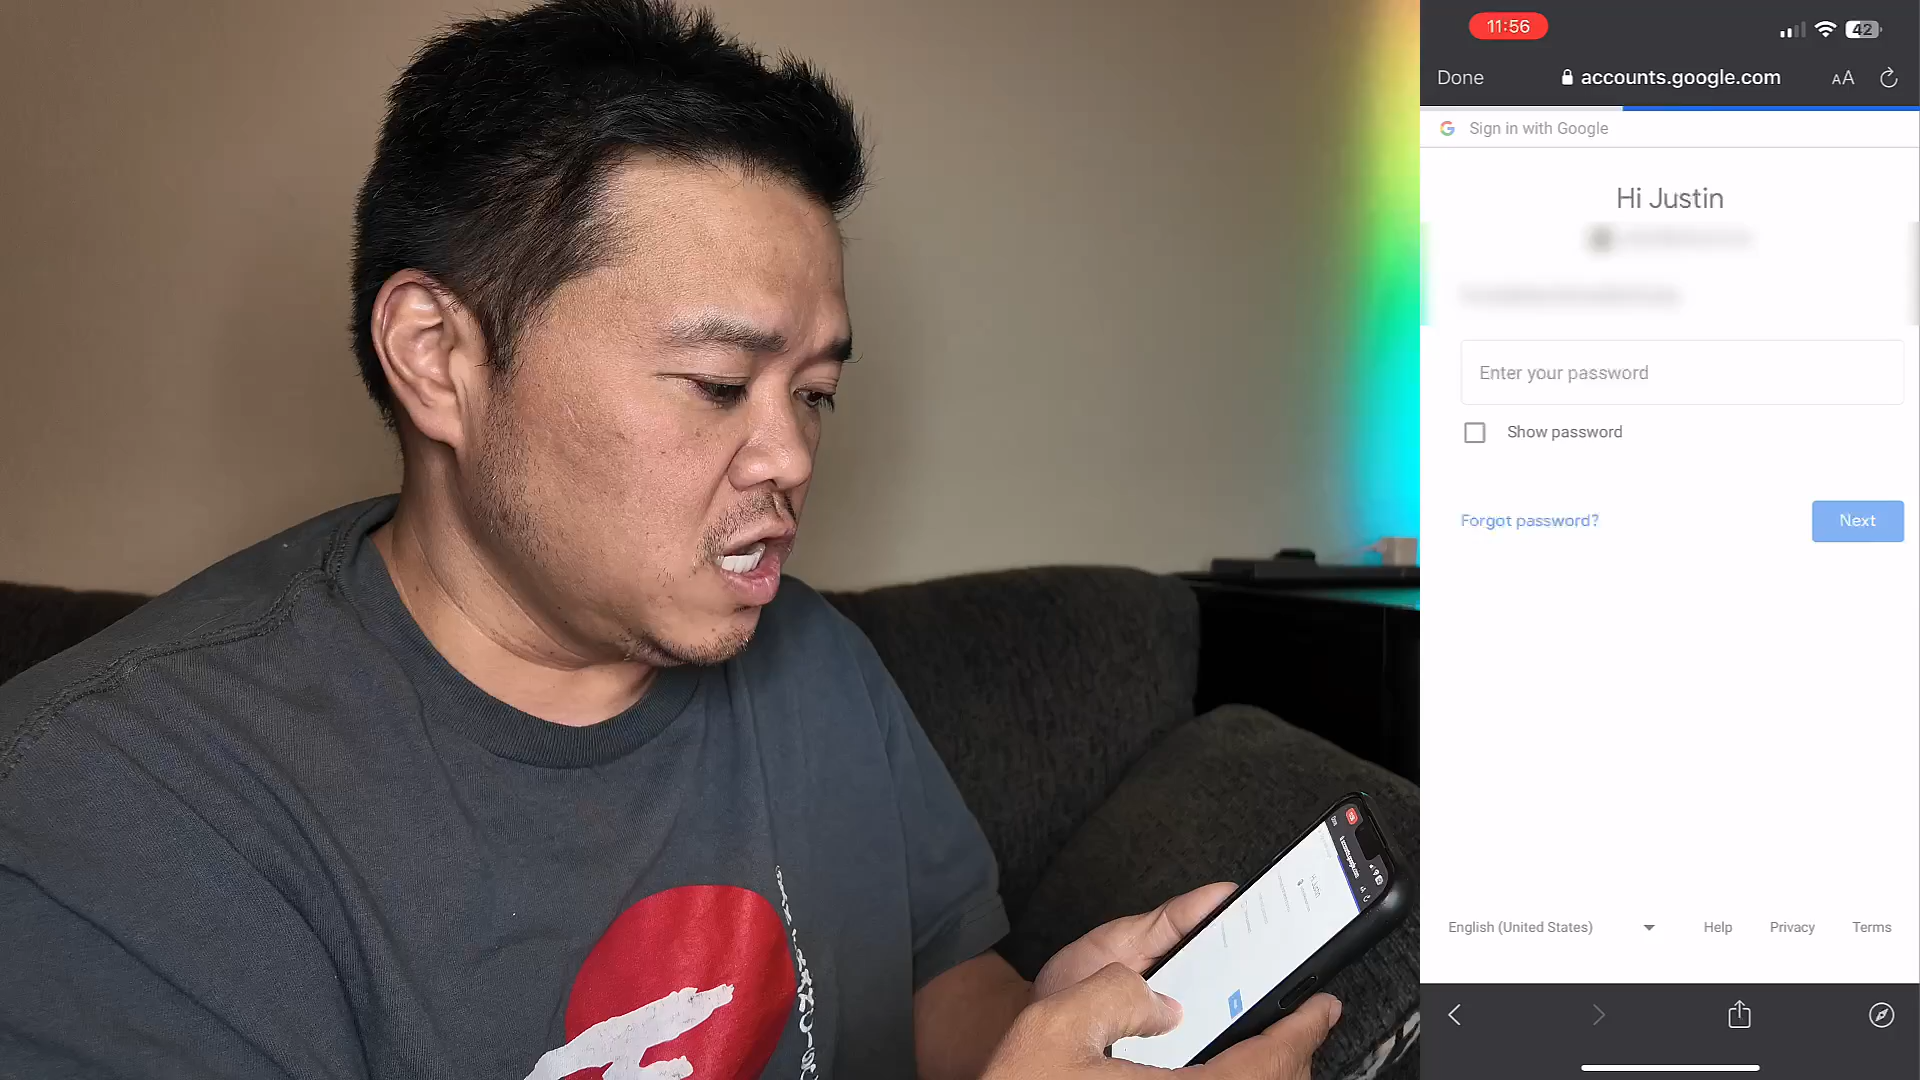 11:56
42
Done
accounts.google.com
AA
Sign in with Google
Hi Justin
Enter your password
Show password
Forgot password?
Next
English (United States)
Help
Privacy
Terms